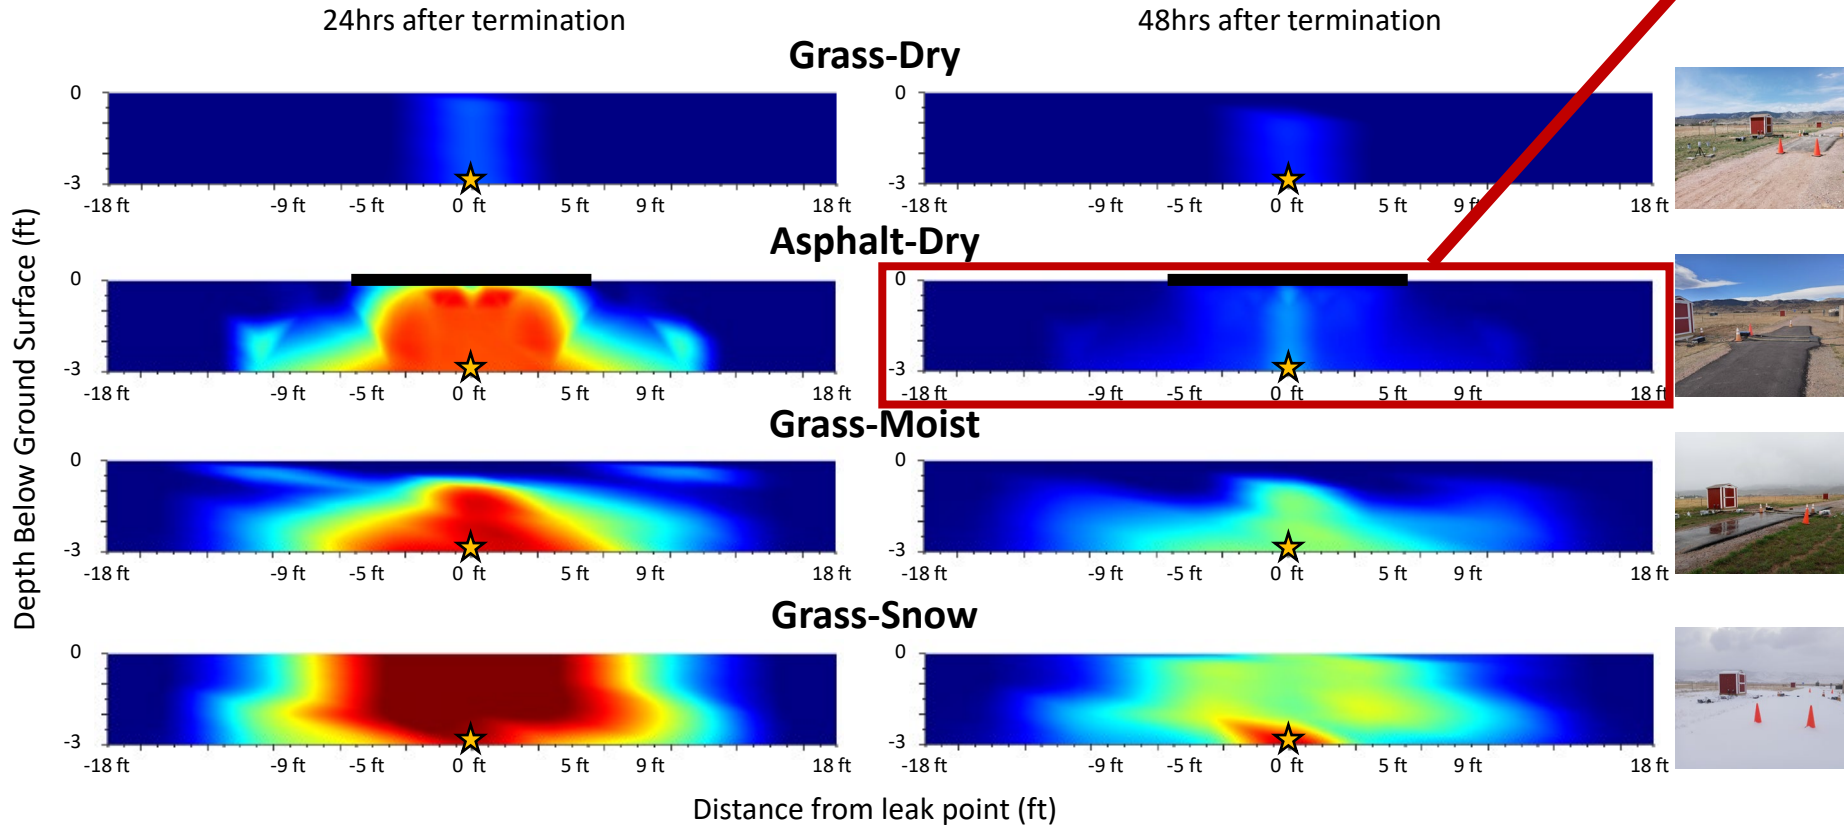 24hrs after termination 48hrs after termination
Grass-Dry
0 0
-3 -3
-18 ft -9 ft -5 ft 0 ft 5 ft 9 ft 18 ft -18 ft -9 ft -5 ft 0 ft 5 ft 9 ft 18 ft
Asphalt-Dry
0 0
-3 -3
-18 ft -9 ft -5 ft 0 ft 5 ft 9 ft 18 ft -18 ft -9 ft -5 ft 0 ft 5 ft 9 ft 18 ft
Grass-Moist
0 0
-3 -3
-18 ft -9 ft -5 ft 0 ft 5 ft 9 ft 18 ft -18 ft -9 ft -5 ft 0 ft 5 ft 9 ft 18 ft
Grass-Snow
0 0
-3 -3
-18 ft -9 ft -5 ft 0 ft 5 ft 9 ft 18 ft -18 ft -9 ft -5 ft 0 ft 5 ft 9 ft 18 ft
Depth Below Ground Surface (ft)
Distance from leak point (ft)